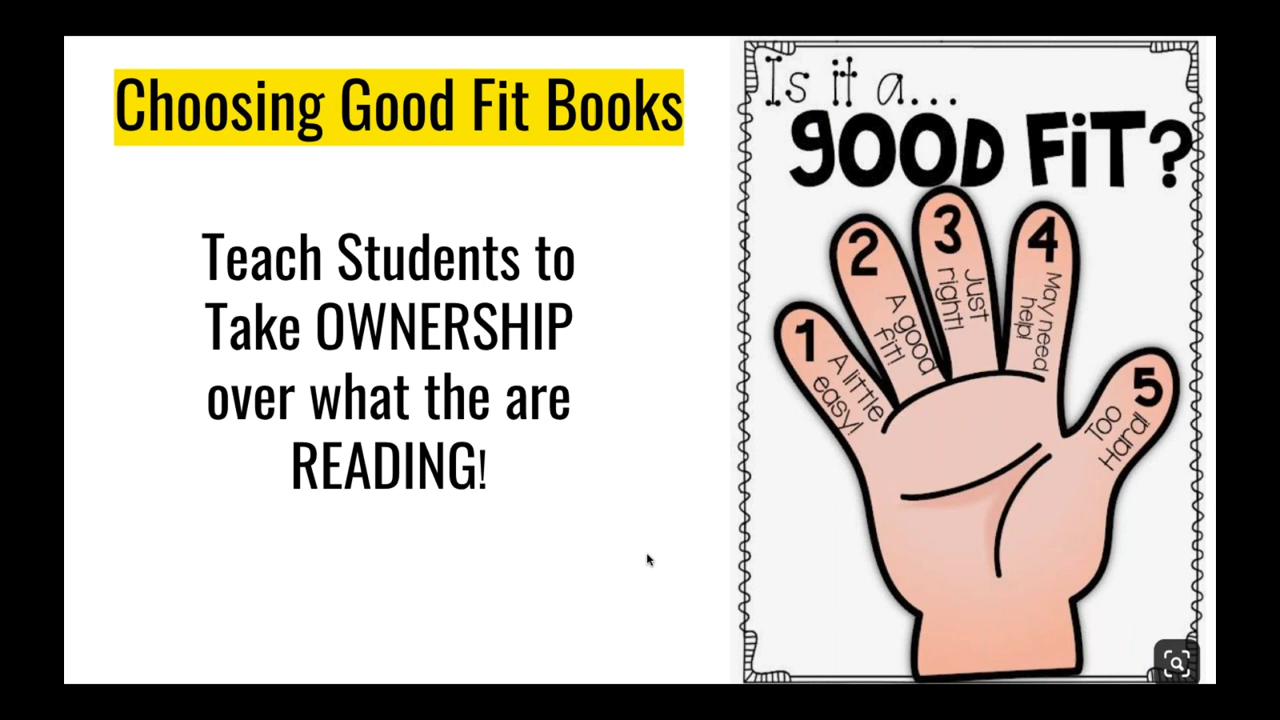 Choosing Good Fit Books
Teach Students to
Take OWNERSHIP
over what the are
READING!
Is it a...
GOOD FiT?
1
A little
easy!
2
A good
fit!
3
Just
right!
4
May need
help!
5
Too
Hard!